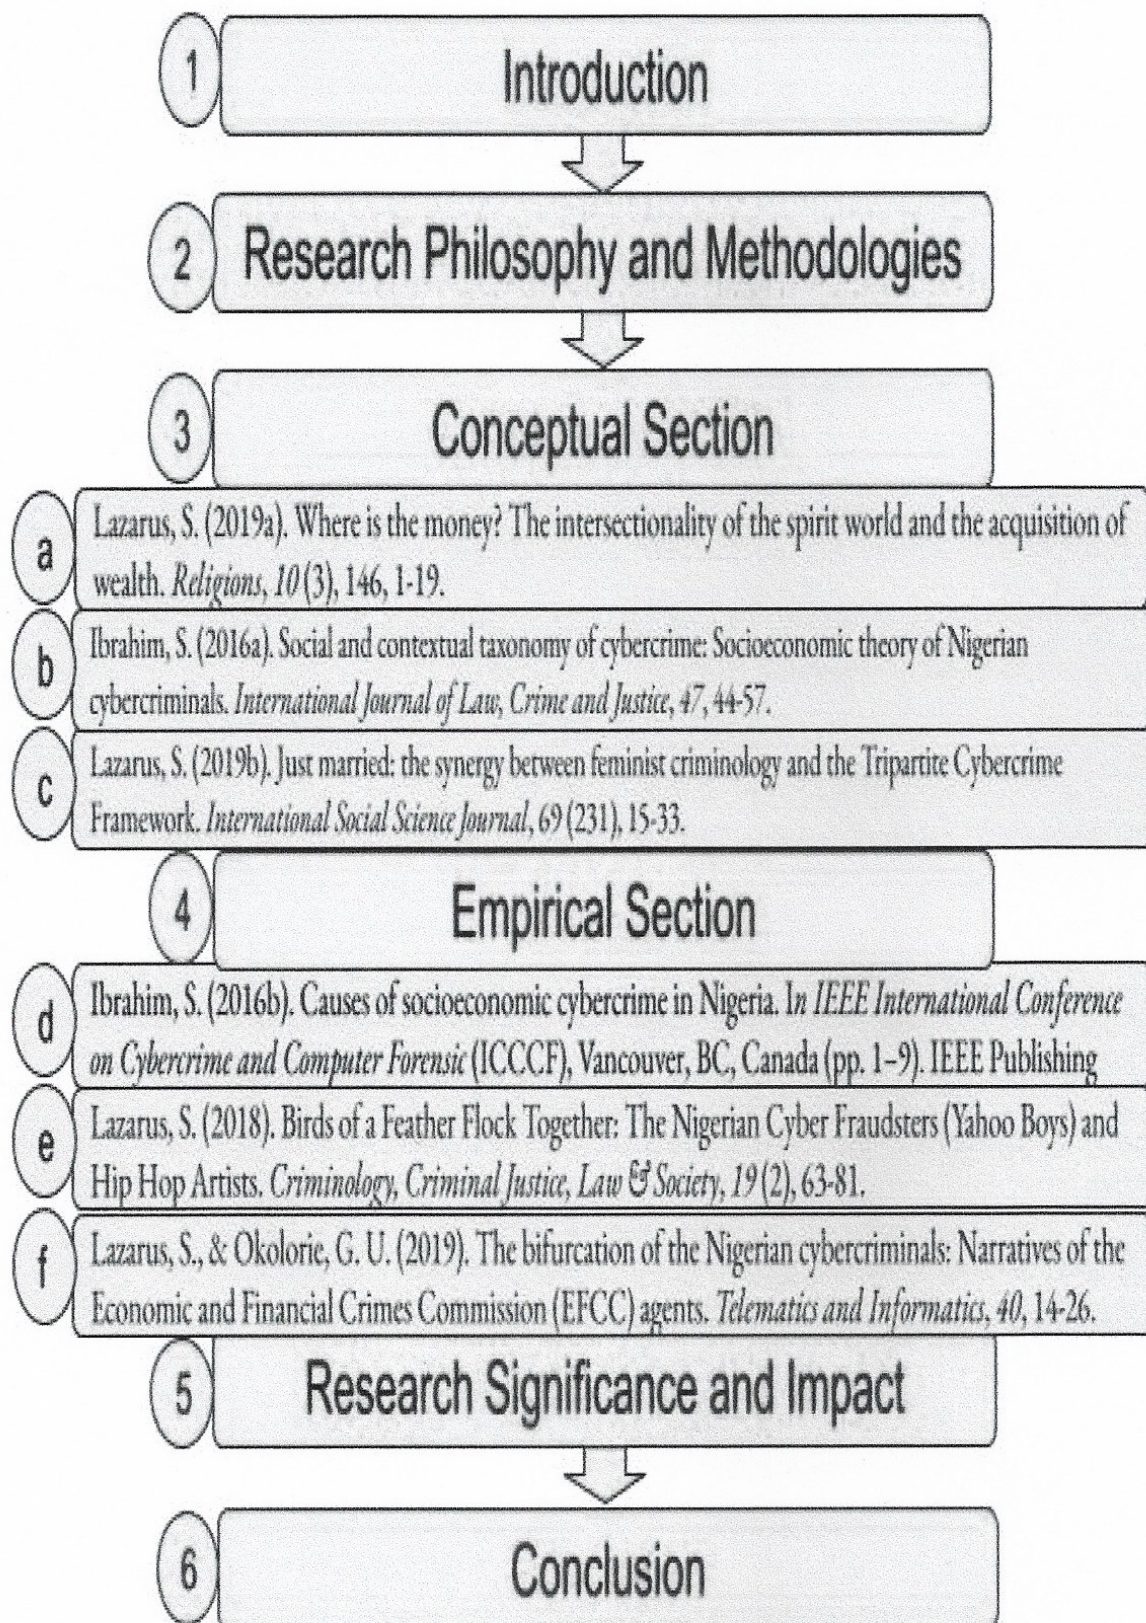 1
Introduction
2
Research Philosophy and Methodologies
3
Conceptual Section
a
Lazarus, S. (2019a). Where is the money? The intersectionality of the spirit world and the acquisition of
wealth. Religions, 10 (3), 146, 1-19.
b
Ibrahim, S. (2016a). Social and contextual taxonomy of cybercrime: Socioeconomic theory of Nigerian
cybercriminals. International Journal of Law, Crime and Justice, 47, 44-57.
c
Lazarus, S. (2019b). Just married: the synergy between feminist criminology and the Tripartite Cybercrime
Framework. International Social Science Journal, 69 (231), 15-33.
4
Empirical Section
d
Ibrahim, S. (2016b). Causes of socioeconomic cybercrime in Nigeria. In IEEE International Conference
on Cybercrime and Computer Forensic (ICCCF), Vancouver, BC, Canada (pp. 1–9). IEEE Publishing
e
Lazarus, S. (2018). Birds of a Feather Flock Together: The Nigerian Cyber Fraudsters (Yahoo Boys) and
Hip Hop Artists. Criminology, Criminal Justice, Law & Society, 19 (2), 63-81.
f
Lazarus, S., & Okolorie, G. U. (2019). The bifurcation of the Nigerian cybercriminals: Narratives of the
Economic and Financial Crimes Commission (EFCC) agents. Telematics and Informatics, 40, 14-26.
5
Research Significance and Impact
6
Conclusion